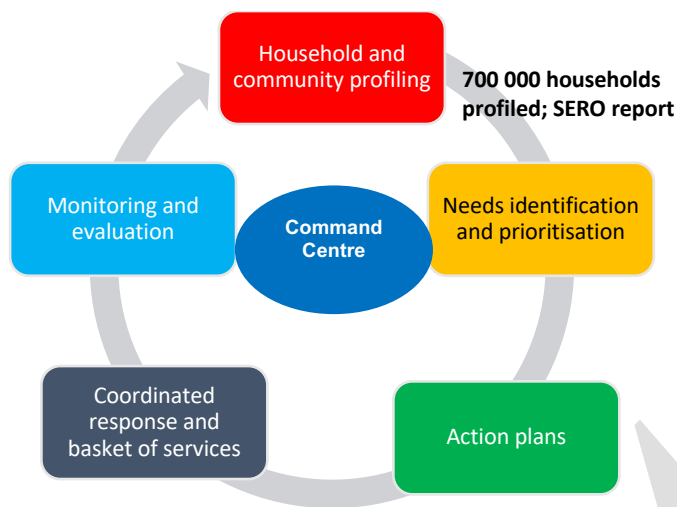 Household and
community profiling
700 000 households
profiled; SERO report
Monitoring and
evaluation
Command
Centre
Needs identification
and prioritisation
Coordinated
response and
basket of services
Action plans